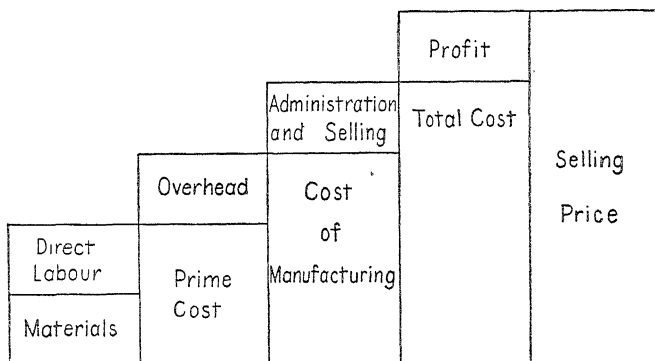 Profit
Administration
and Selling
Total Cost
Selling
Price
Overhead
Cost
of
Manufacturing
Direct
Labour
Prime
Cost
Materials